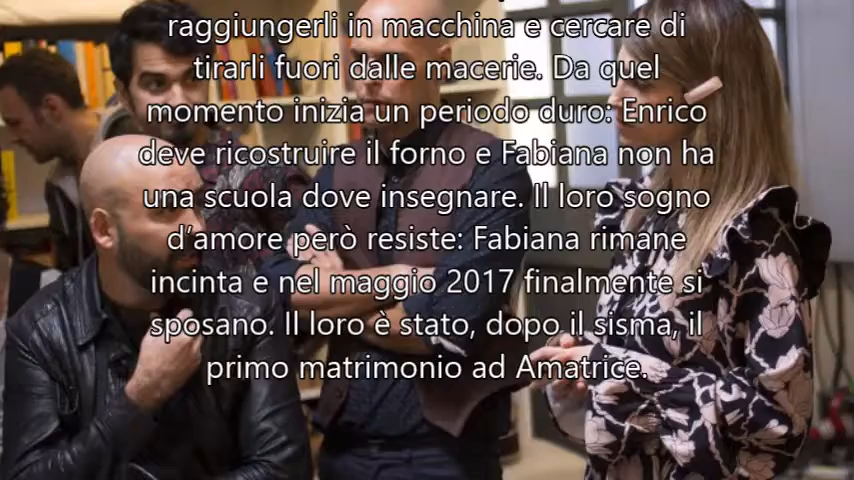 raggiungerli in macchina e cercare di
tirarli fuori dalle macerie. Da quel
momento inizia un periodo duro: Enrico
deve ricostruire il forno e Fabiana non ha
una scuola dove insegnare. Il loro sogno
d’amore però resiste: Fabiana rimane
incinta e nel maggio 2017 finalmente si
sposano. Il loro è stato, dopo il sisma, il
primo matrimonio ad Amatrice.